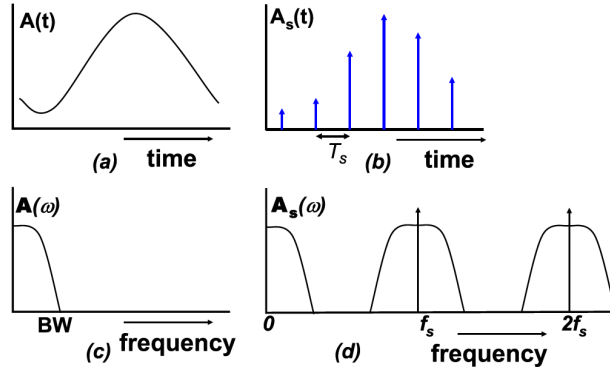 A(t)
time
(a)
Aₛ(t)
Tₛ
(b)
time
A(ω)
BW
(c)
frequency
Aₛ(ω)
0
fₛ
2fₛ
(d)
frequency